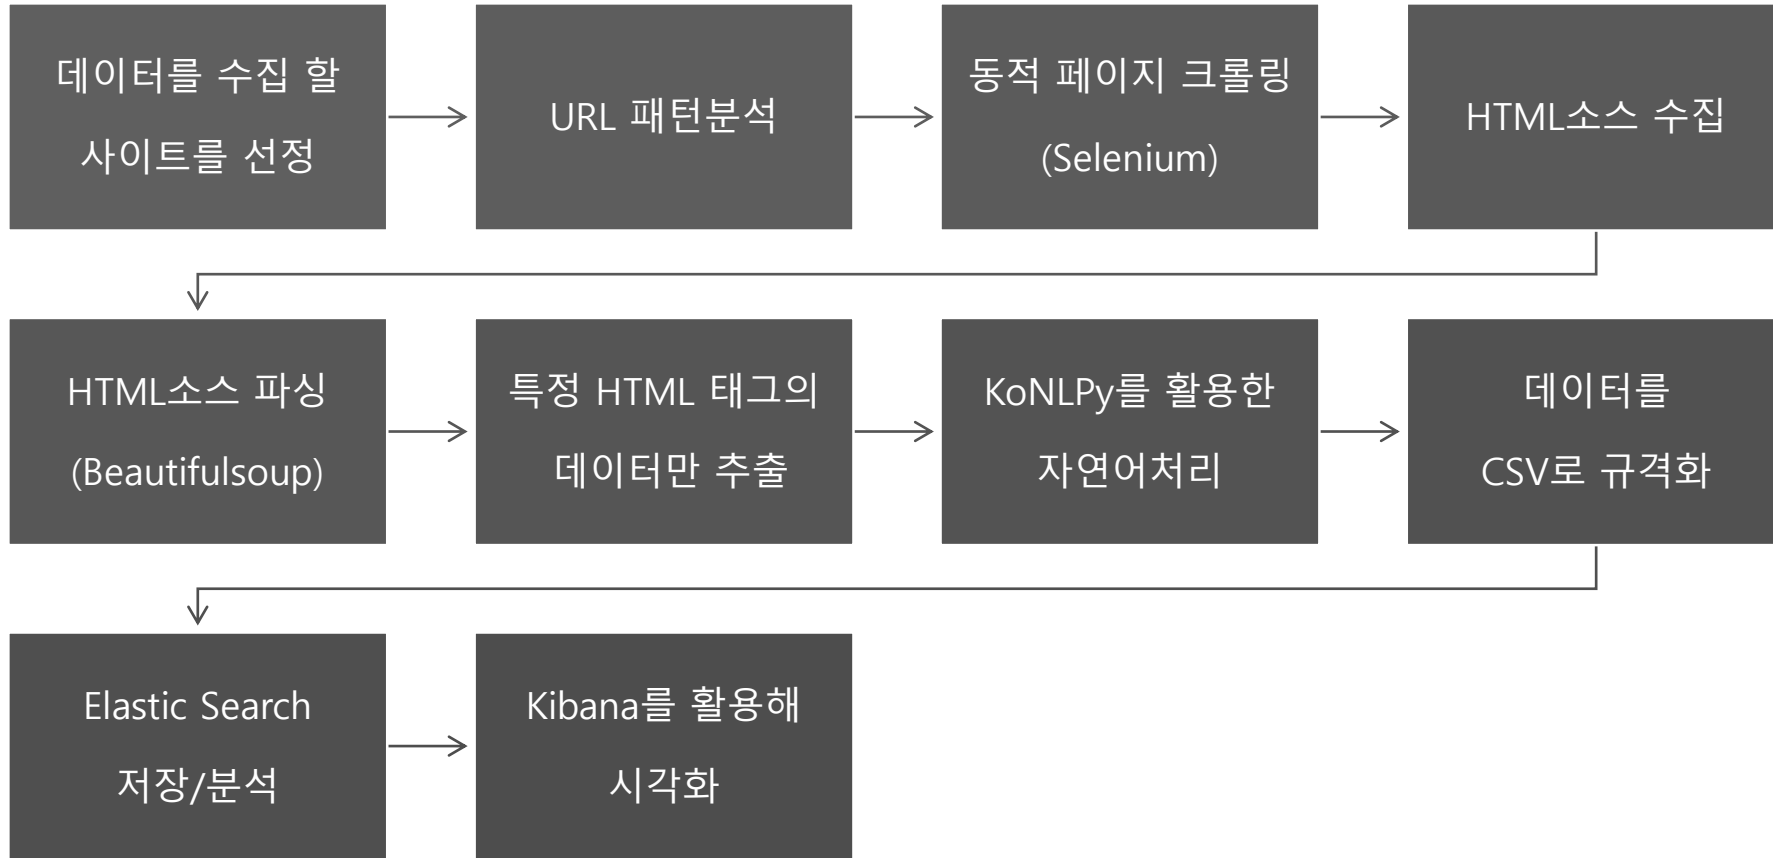 데이터를 수집 할
사이트를 선정
URL 패턴분석
동적 페이지 크롤링
(Selenium)
HTML소스 수집
HTML소스 파싱
(Beautifulsoup)
특정 HTML 태그의
데이터만 추출
KoNLPy를 활용한
자연어처리
데이터를
CSV로 규격화
Elastic Search
저장/분석
Kibana를 활용해
시각화